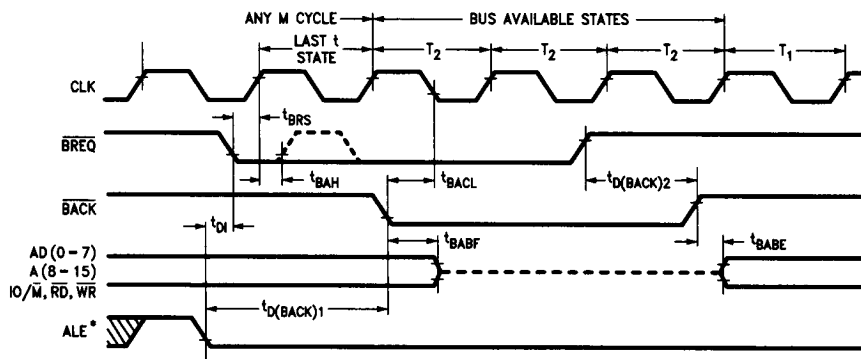 ANY M CYCLE BUS AVAILABLE STATES
LAST t STATE T₂ T₂ T₂ T₁
CLK
tBRS
BREQ
tBAH tBACL tD(BACK)2
BACK
tDI tBABF tBABE
AD (0 – 7)
A (8 – 15)
IO/M, RD, WR
tD(BACK)1
ALE*